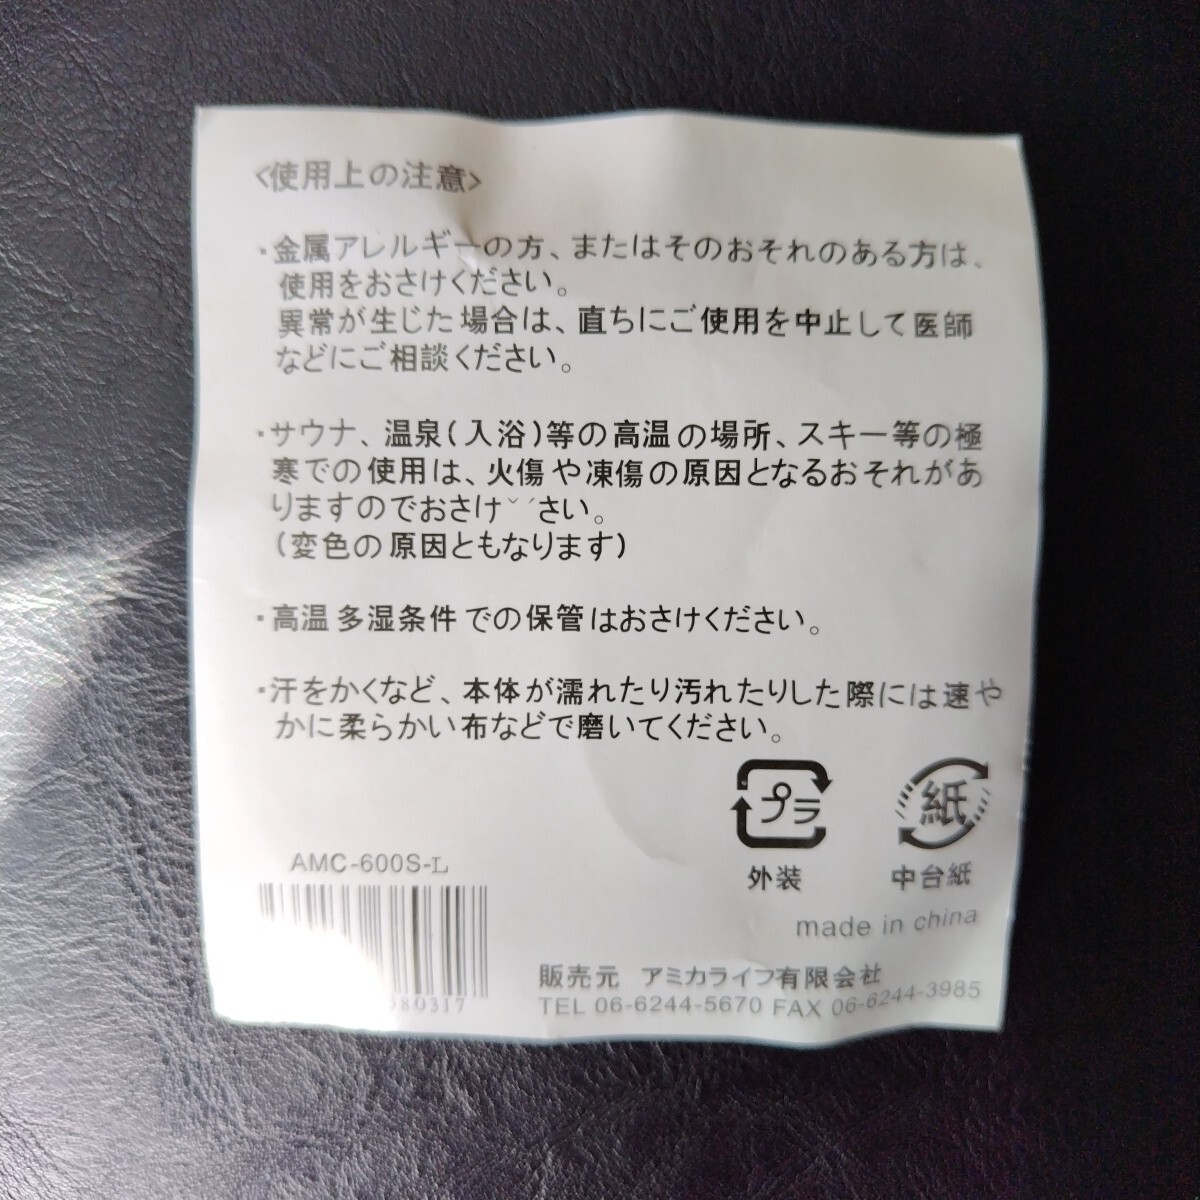 <使用上の注意>
・金属アレルギーの方、またはそのおそれのある方は、
使用をおさけください。
異常が生じた場合は、直ちにご使用を中止して医師
などにご相談ください。
・サウナ、温泉(入浴)等の高温の場所、スキー等の極
寒での使用は、火傷や凍傷の原因となるおそれがあ
りますのでおさけ さい。
(変色の原因ともなります)
・高温多湿条件での保管はおさけください。
・汗をかくなど、本体が濡れたり汚れたりした際には速や
かに柔らかい布などで磨いてください。
プラ
紙
外装
中台紙
AMC-600S-L
made in china
販売元 アミカライフ有限会社
TEL 06-6244-5670 FAX 06-6244-3985
80317